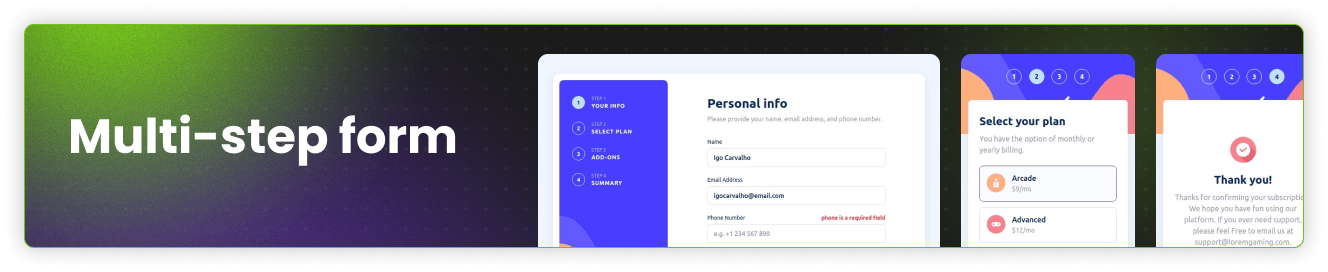 Multi-step form
1
STEP 1
YOUR INFO
2
STEP 2
SELECT PLAN
3
STEP 3
ADD-ONS
4
STEP 4
SUMMARY
Personal info
Please provide your name, email address, and phone number.
Name
Igo Carvalho
Email Address
igocarvalho@email.com
Phone Number
phone is a required field
e.g. +1 234 567 890
1 2 3 4
Select your plan
You have the option of monthly or
yearly billing.
Arcade
$9/mo
Advanced
$12/mo
1 2 3 4
Thank you!
Thanks for confirming your subscriptio
We hope you have fun using our
platform. If you ever need support,
please feel Free to email us at
support@loremgaming.com.